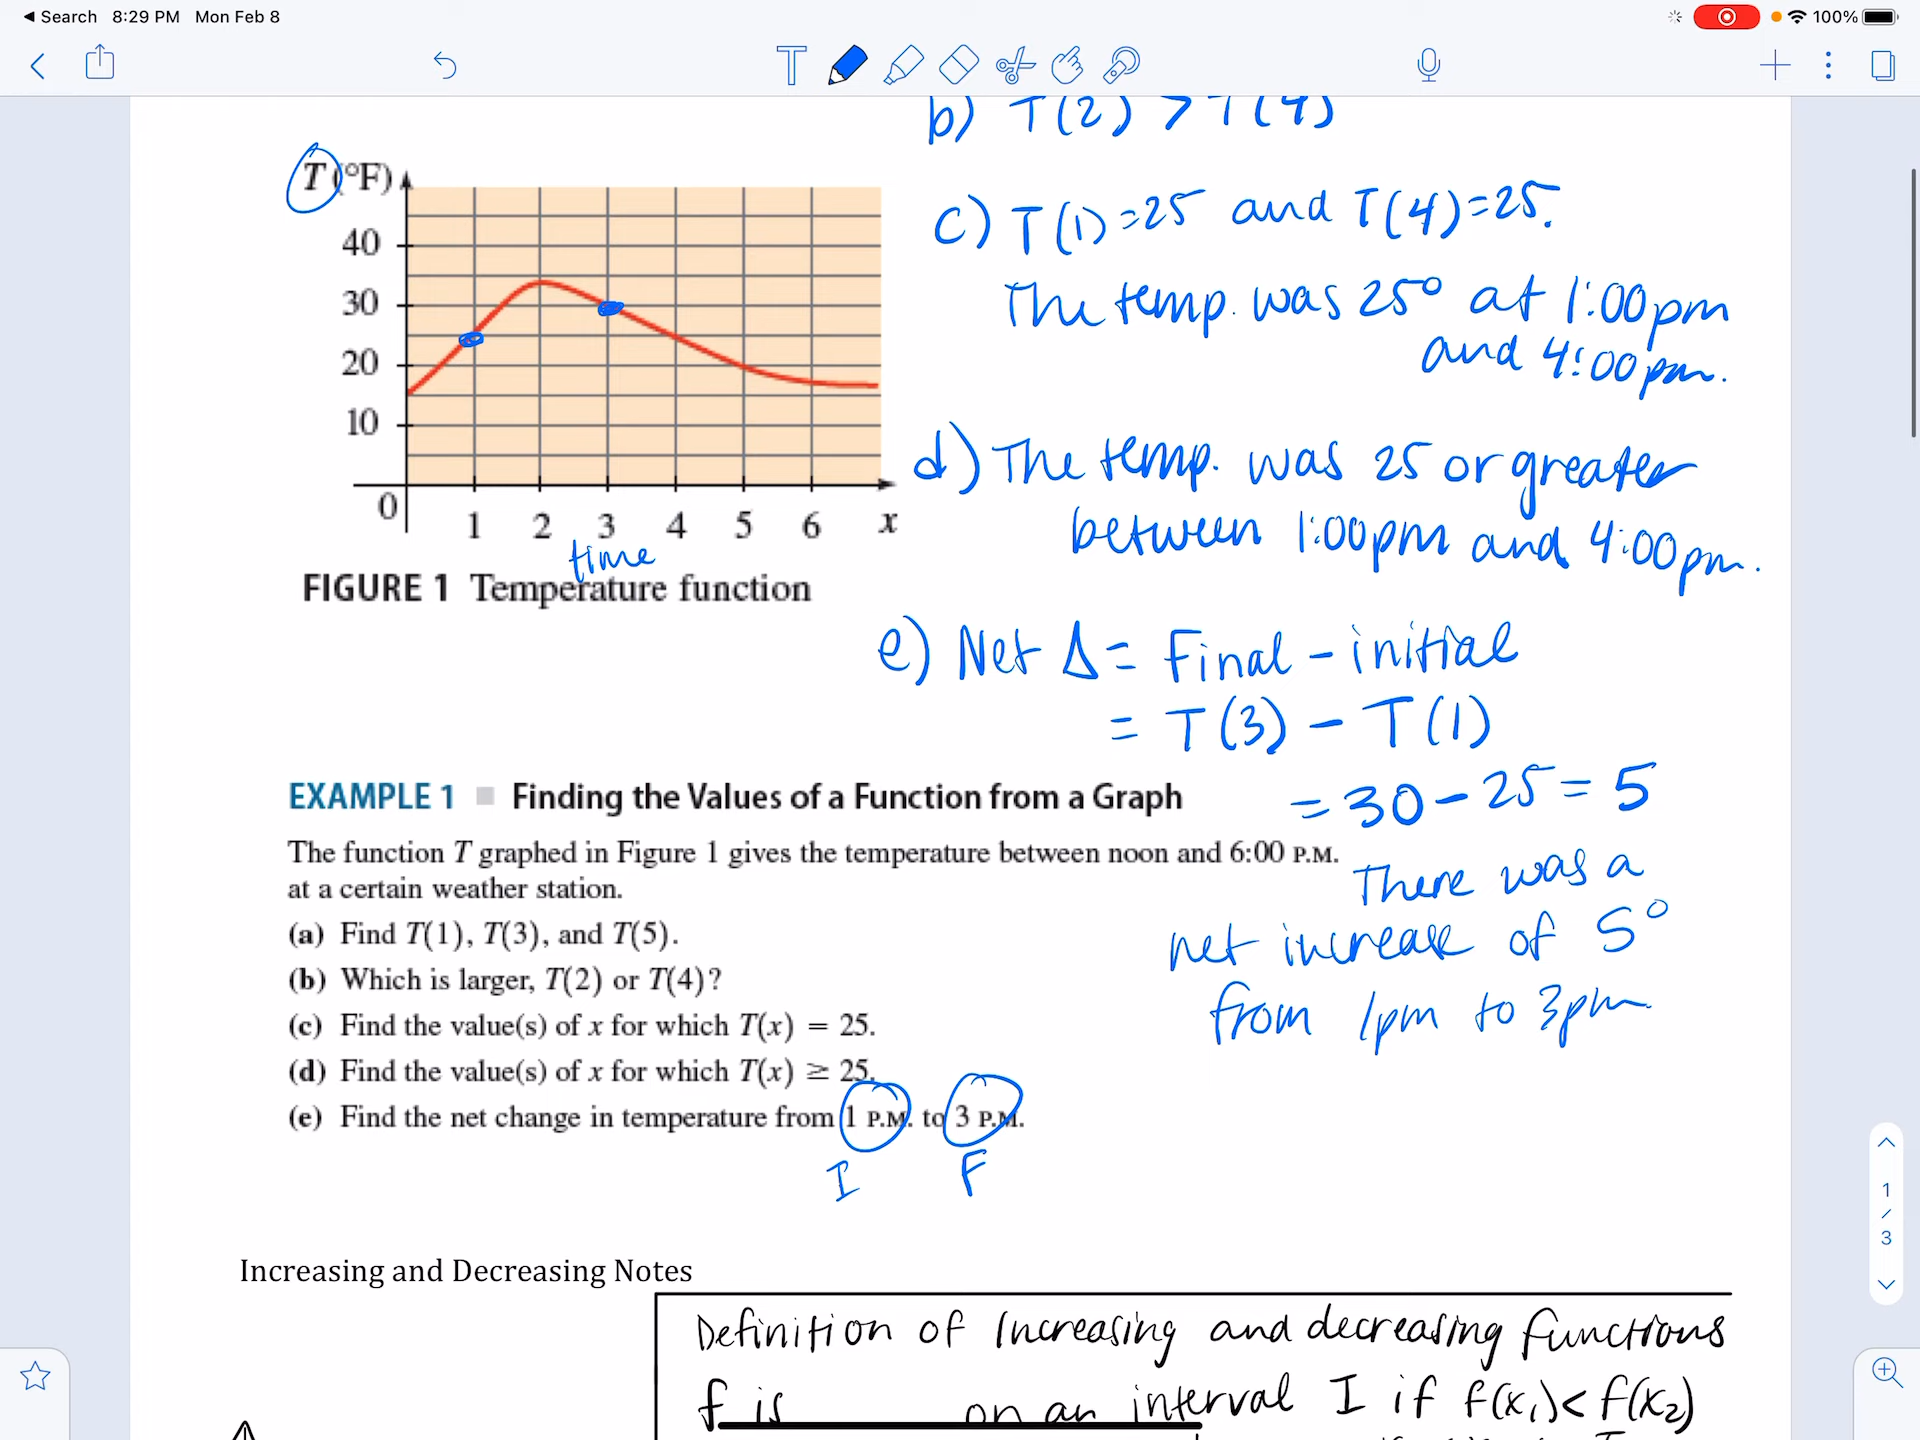 Search 8:29 PM Mon Feb 8
100%
b) T(2) > T(4)
T (°F)
40
30
20
10
0
1 2 3 4 5 6 x
time
FIGURE 1 Temperature function
c) T(1)=25 and T(4)=25.
The temp. was 25° at 1:00pm
and 4:00pm.
d) The temp. was 25 or greater
between 1:00pm and 4:00pm.
e) Net Δ = Final - initial
= T(3) - T(1)
= 30 - 25 = 5
There was a
net increase of 5°
from 1pm to 3pm
EXAMPLE 1 Finding the Values of a Function from a Graph
The function T graphed in Figure 1 gives the temperature between noon and 6:00 P.M.
at a certain weather station.
(a) Find T(1), T(3), and T(5).
(b) Which is larger, T(2) or T(4)?
(c) Find the value(s) of x for which T(x) = 25.
(d) Find the value(s) of x for which T(x) ≥ 25.
(e) Find the net change in temperature from 1 P.M. to 3 P.M.
I F
1
/
3
Increasing and Decreasing Notes
Definition of Increasing and decreasing functions
f is on an interval I if f(x₁)< f(x₂)